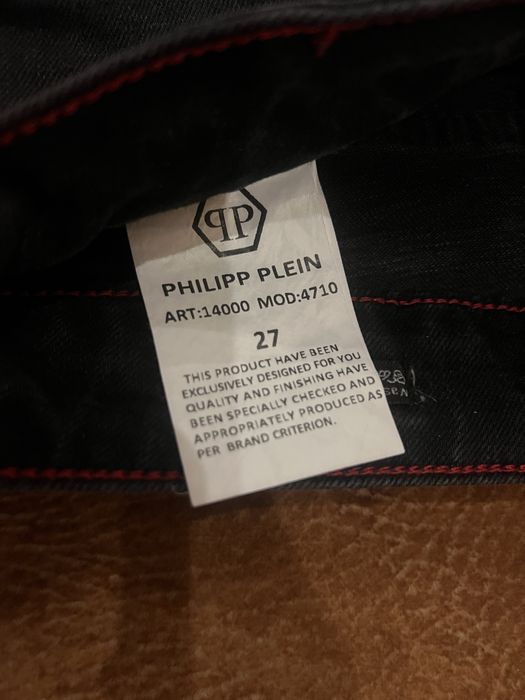 PHILIPP PLEIN
ART:14000 MOD:4710
27
THIS PRODUCT HAVE BEEN
EXCLUSIVELY DESIGNED FOR YOU
QUALITY AND FINISHING HAVE
BEEN SPECIALLY CHECKED AND
APPROPRIATELY PRODUCED AS
PER BRAND CRITERION.